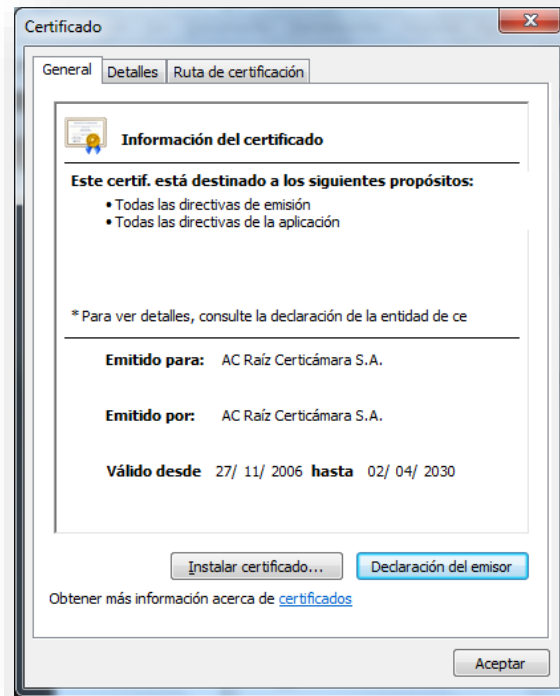 Certificado
General Detalles Ruta de certificación
Información del certificado
Este certif. está destinado a los siguientes propósitos:
• Todas las directivas de emisión
• Todas las directivas de la aplicación
* Para ver detalles, consulte la declaración de la entidad de ce
Emitido para: AC Raíz Certicámara S.A.
Emitido por: AC Raíz Certicámara S.A.
Válido desde 27/ 11/ 2006 hasta 02/ 04/ 2030
Instalar certificado... Declaración del emisor
Obtener más información acerca de certificados
Aceptar